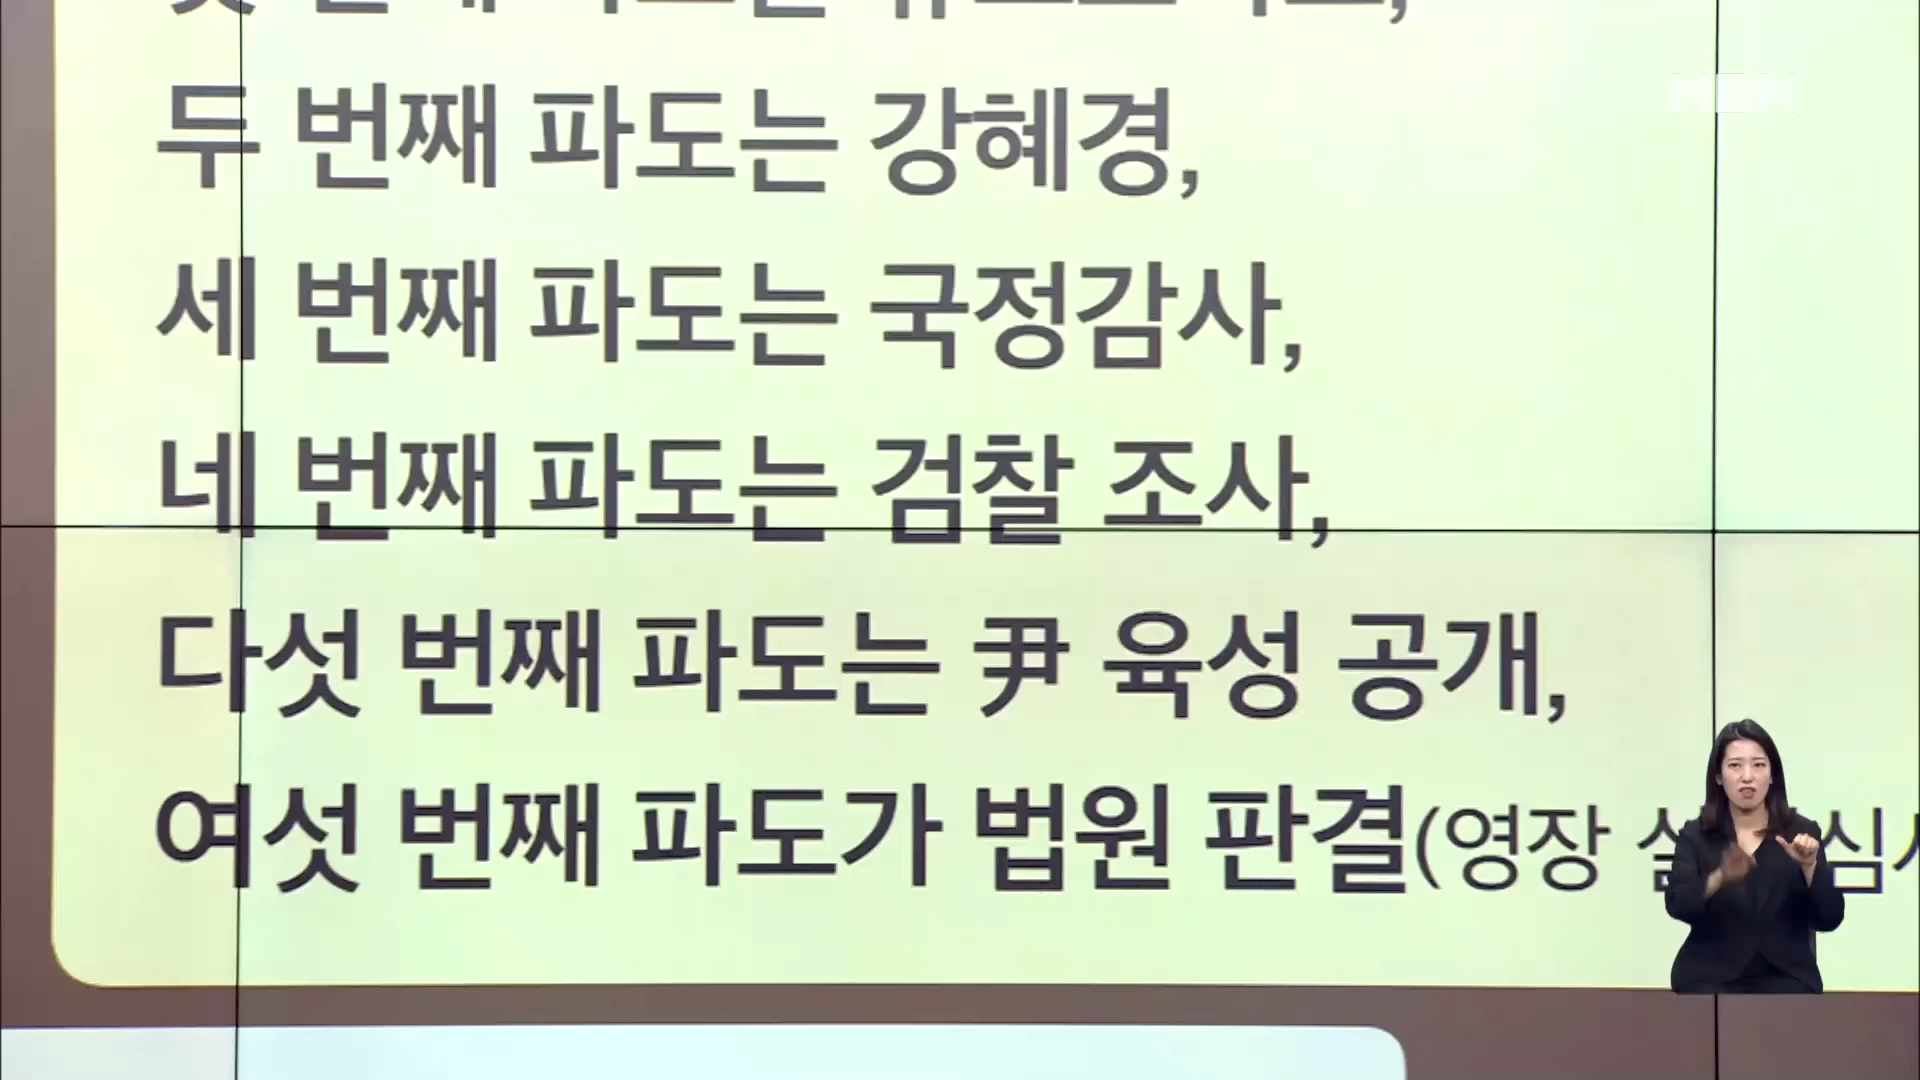 두 번째 파도는 강혜경,
세 번째 파도는 국정감사,
네 번째 파도는 검찰 조사,
다섯 번째 파도는 尹 육성 공개,
여섯 번째 파도가 법원 판결(영장
MBN